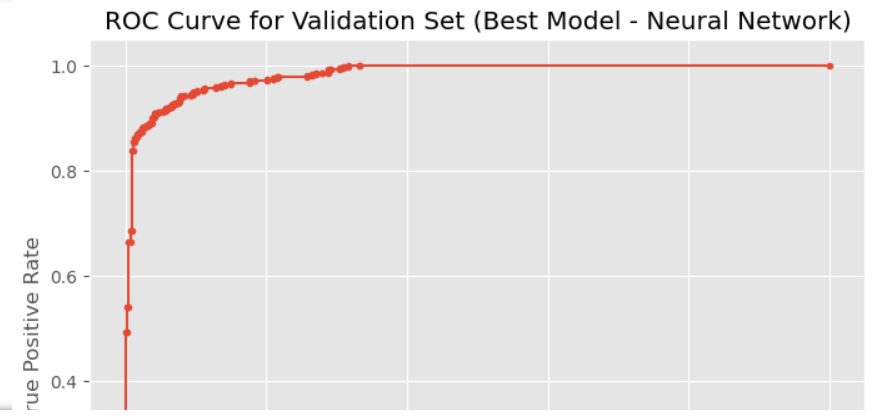 ROC Curve for Validation Set (Best Model - Neural Network)
1.0
0.8
0.6
0.4
Positive Rate